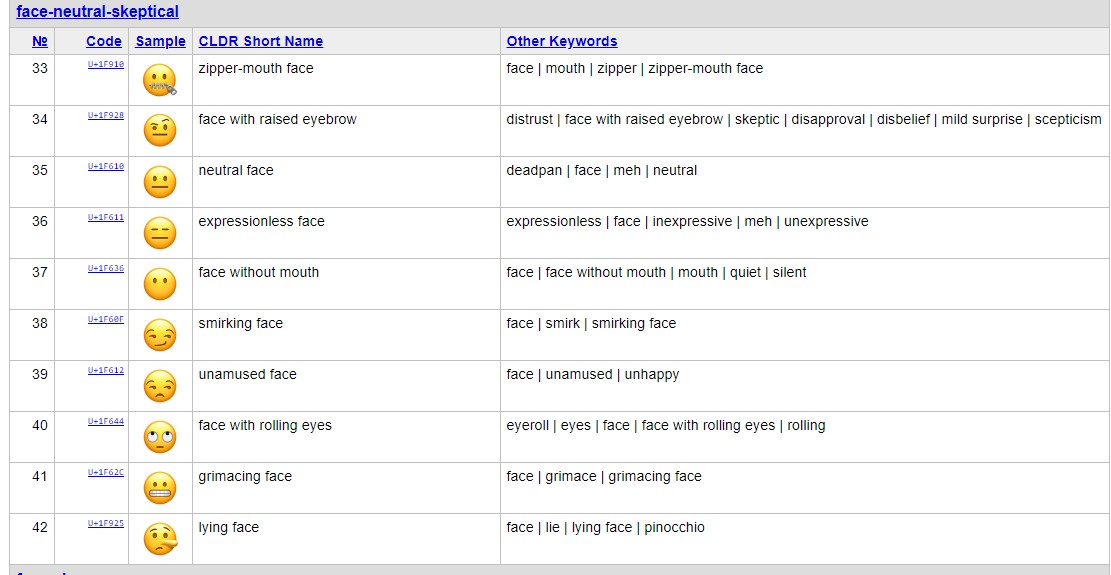 face-neutral-skeptical
№ Code Sample CLDR Short Name Other Keywords
33 U+1F910 zipper-mouth face face | mouth | zipper | zipper-mouth face
34 U+1F928 face with raised eyebrow distrust | face with raised eyebrow | skeptic | disapproval | disbelief | mild surprise | scepticism
35 U+1F610 neutral face deadpan | face | meh | neutral
36 U+1F611 expressionless face expressionless | face | inexpressive | meh | unexpressive
37 U+1F636 face without mouth face | face without mouth | mouth | quiet | silent
38 U+1F60F smirking face face | smirk | smirking face
39 U+1F612 unamused face face | unamused | unhappy
40 U+1F644 face with rolling eyes eyeroll | eyes | face | face with rolling eyes | rolling
41 U+1F62C grimacing face face | grimace | grimacing face
42 U+1F925 lying face face | lie | lying face | pinocchio